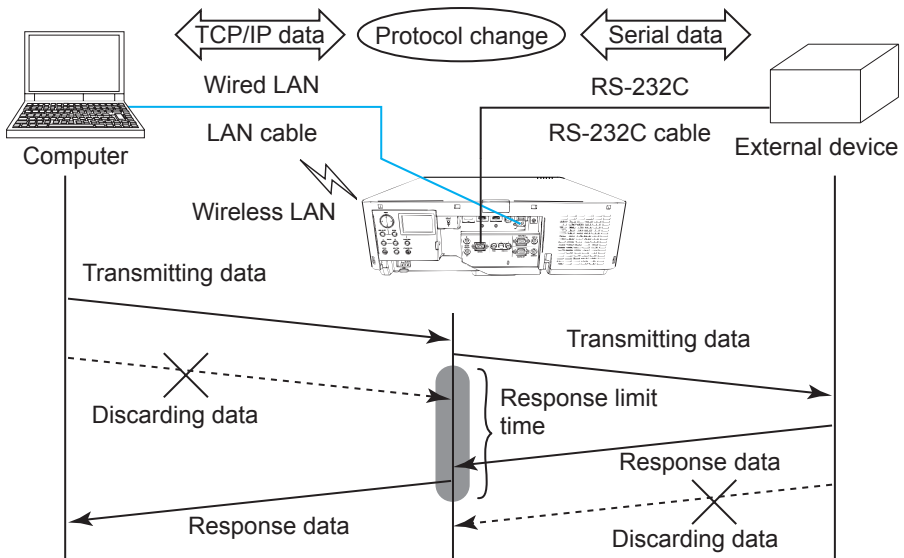 TCP/IP data
Protocol change
Serial data
Wired LAN
RS-232C
LAN cable
RS-232C cable
Computer
External device
Wireless LAN
Transmitting data
Transmitting data
Discarding data
Response limit
time
Response data
Response data
Discarding data